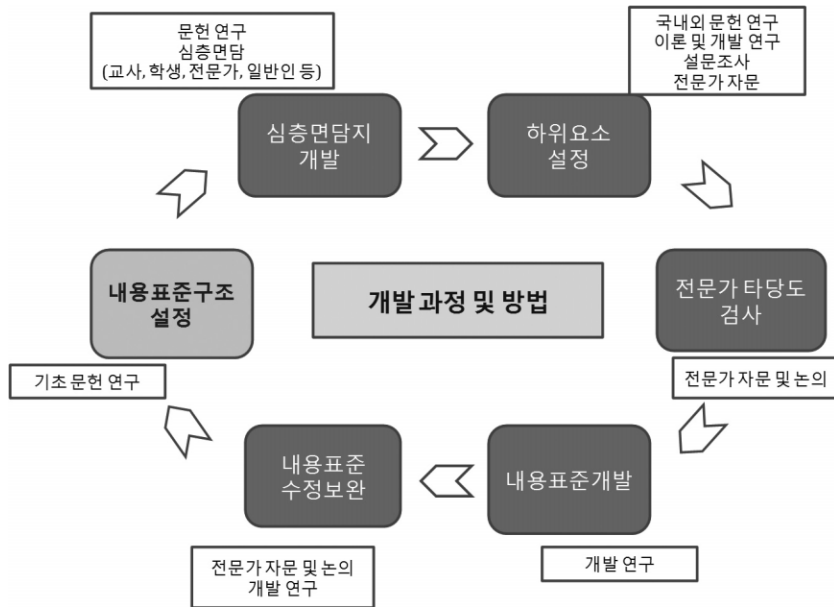 문헌 연구
심층면담
(교사, 학생, 전문가, 일반인 등)
국내외 문헌 연구
이론 및 개발 연구
설문조사
전문가 자문
심층면담지
개발
하위요소
설정
내용표준구조
설정
개발 과정 및 방법
전문가 타당도
검사
기초 문헌 연구
전문가 자문 및 논의
내용표준
수정보완
내용표준개발
전문가 자문 및 논의
개발 연구
개발 연구